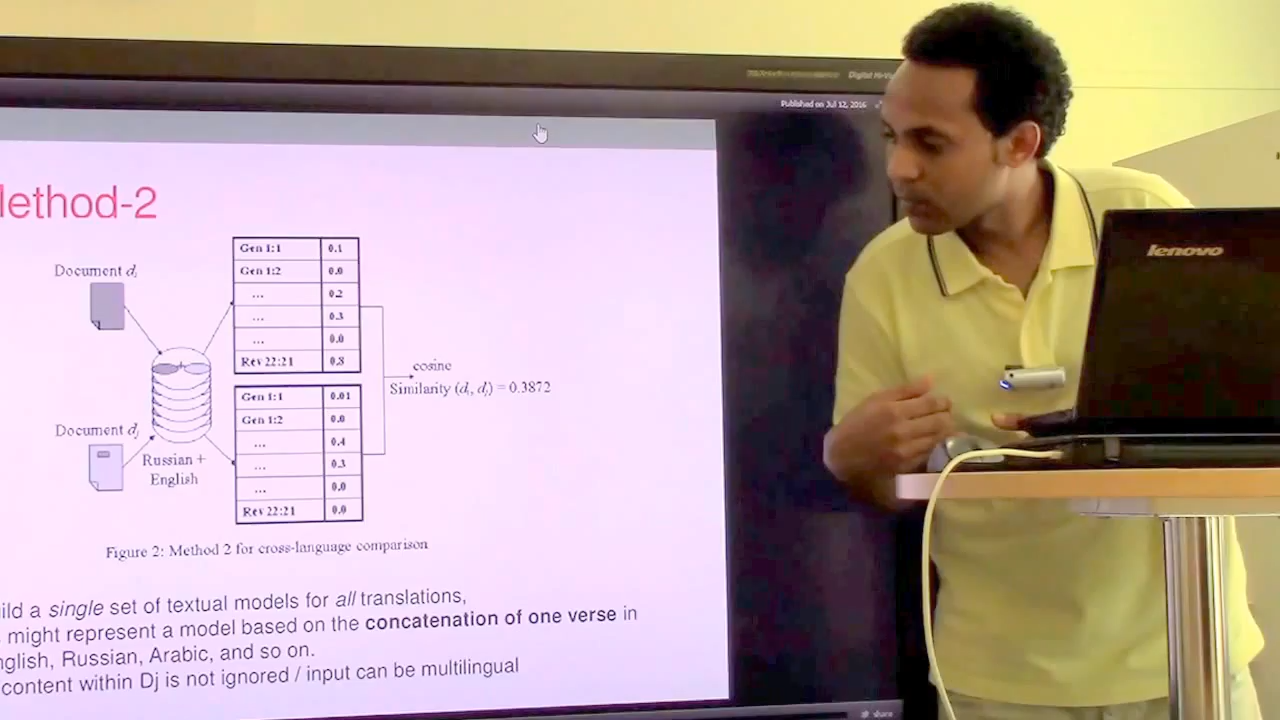 Published on Jul 12, 2016
lethod-2
Document di
Document dj
Russian +
English
Gen 1:1 0.1
Gen 1:2 0.0
... 0.2
... 0.3
... 0.0
Rev 22:21 0.8
Gen 1:1 0.01
Gen 1:2 0.0
... 0.4
... 0.3
... 0.0
Rev 22:21 0.0
cosine
Similarity (di, dj) = 0.3872
Figure 2: Method 2 for cross-language comparison
ild a single set of textual models for all translations,
might represent a model based on the concatenation of one verse in
nglish, Russian, Arabic, and so on.
content within Dj is not ignored / input can be multilingual
lenovo
share